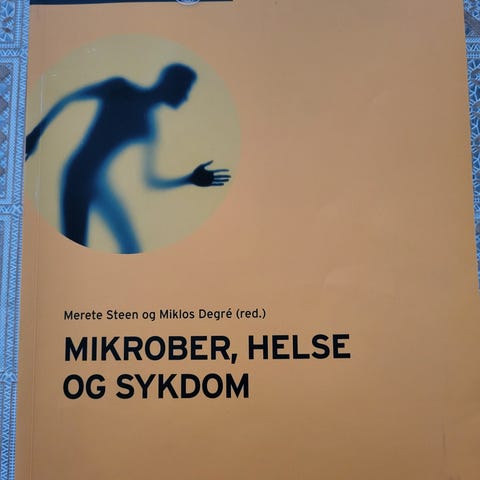 Merete Steen og Miklos Degré (red.)
MIKROBER, HELSE
OG SYKDOM